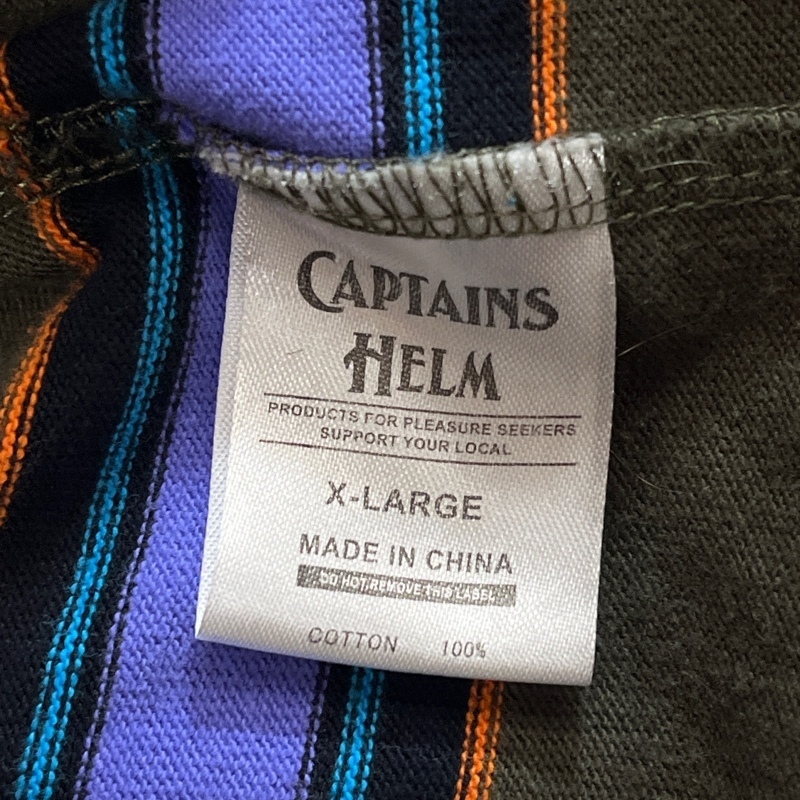 CAPTAINS
HELM
PRODUCTS FOR PLEASURE SEEKERS
SUPPORT YOUR LOCAL
X-LARGE
MADE IN CHINA
DO NOT REMOVE THIS LABEL
COTTON 100%